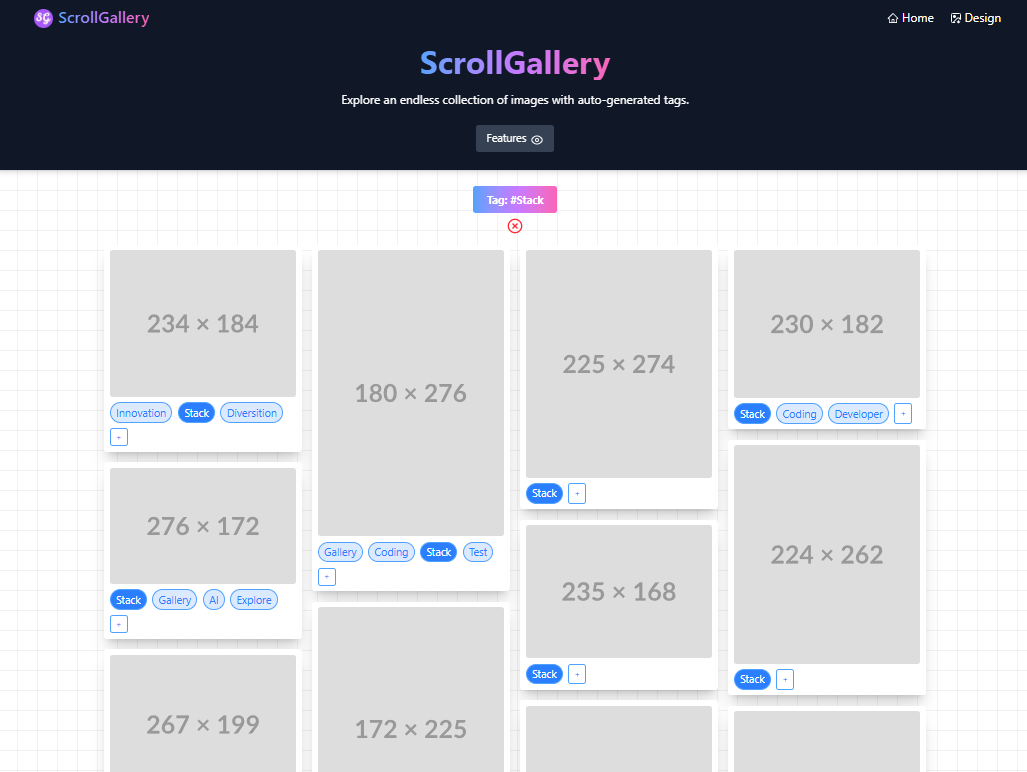 ScrollGallery
Home
Design
ScrollGallery
Explore an endless collection of images with auto-generated tags.
Features
Tag: #Stack
234 × 184
Innovation Stack Diversition
+
276 × 172
Stack Gallery AI Explore
+
267 × 199
180 × 276
Gallery Coding Stack Test
+
172 × 225
225 × 274
Stack +
235 × 168
Stack +
230 × 182
Stack Coding Developer +
224 × 262
Stack +